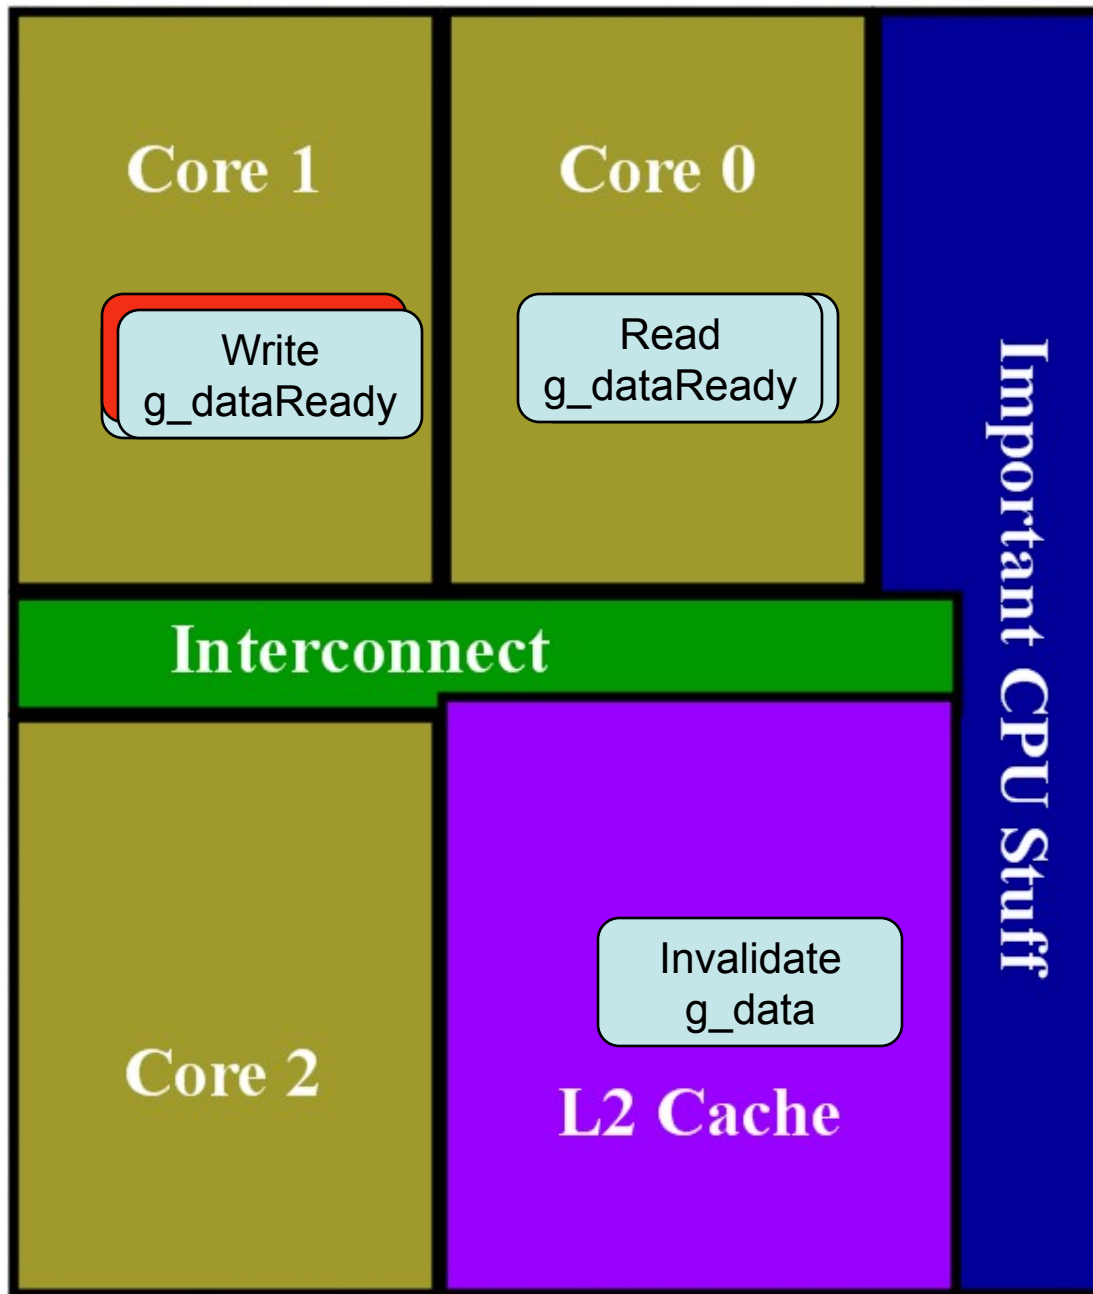 Core 1
Core 0
Write
g_dataReady
Read
g_dataReady
Important CPU Stuff
Interconnect
Invalidate
g_data
Core 2
L2 Cache